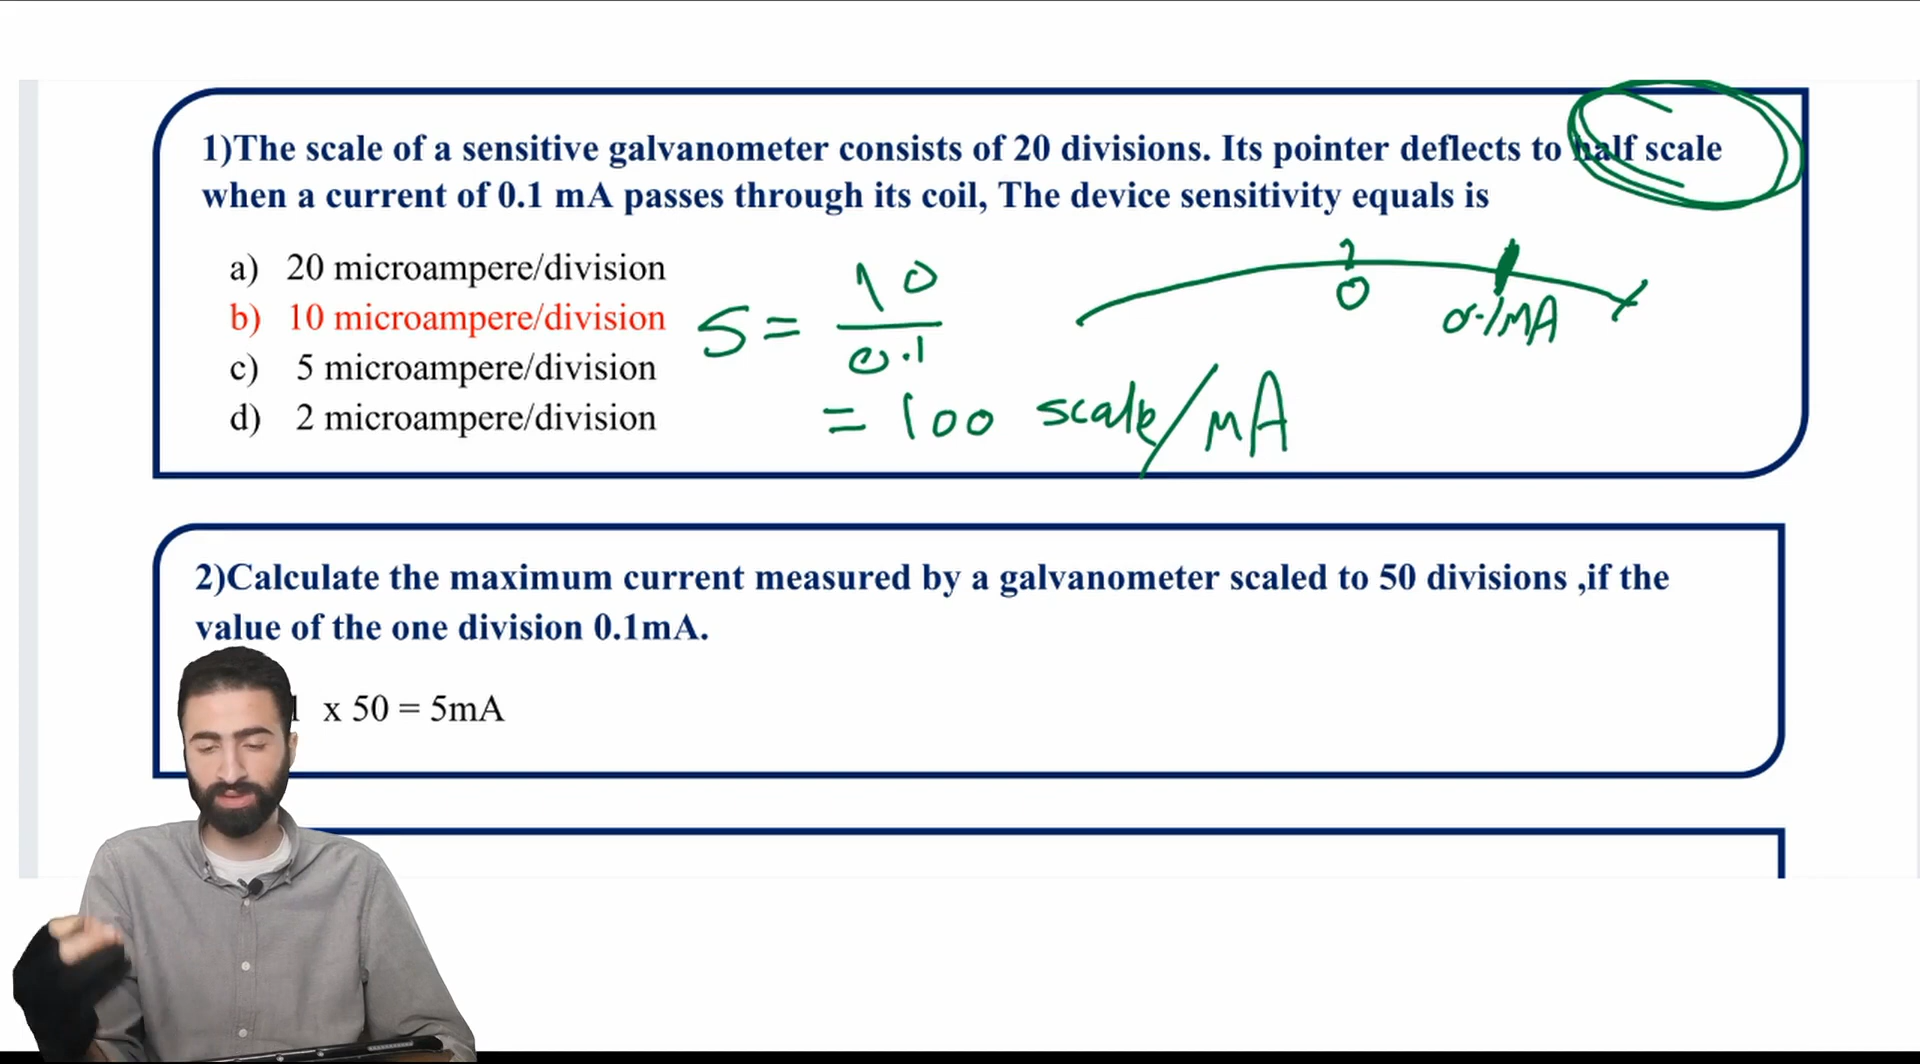 1)The scale of a sensitive galvanometer consists of 20 divisions. Its pointer deflects to half scale
when a current of 0.1 mA passes through its coil, The device sensitivity equals is
a) 20 microampere/division
b) 10 microampere/division
c) 5 microampere/division
d) 2 microampere/division
S = 10
0.1
= 100 scale/mA
0
0.1mA
2)Calculate the maximum current measured by a galvanometer scaled to 50 divisions ,if the
value of the one division 0.1mA.
1 x 50 = 5mA